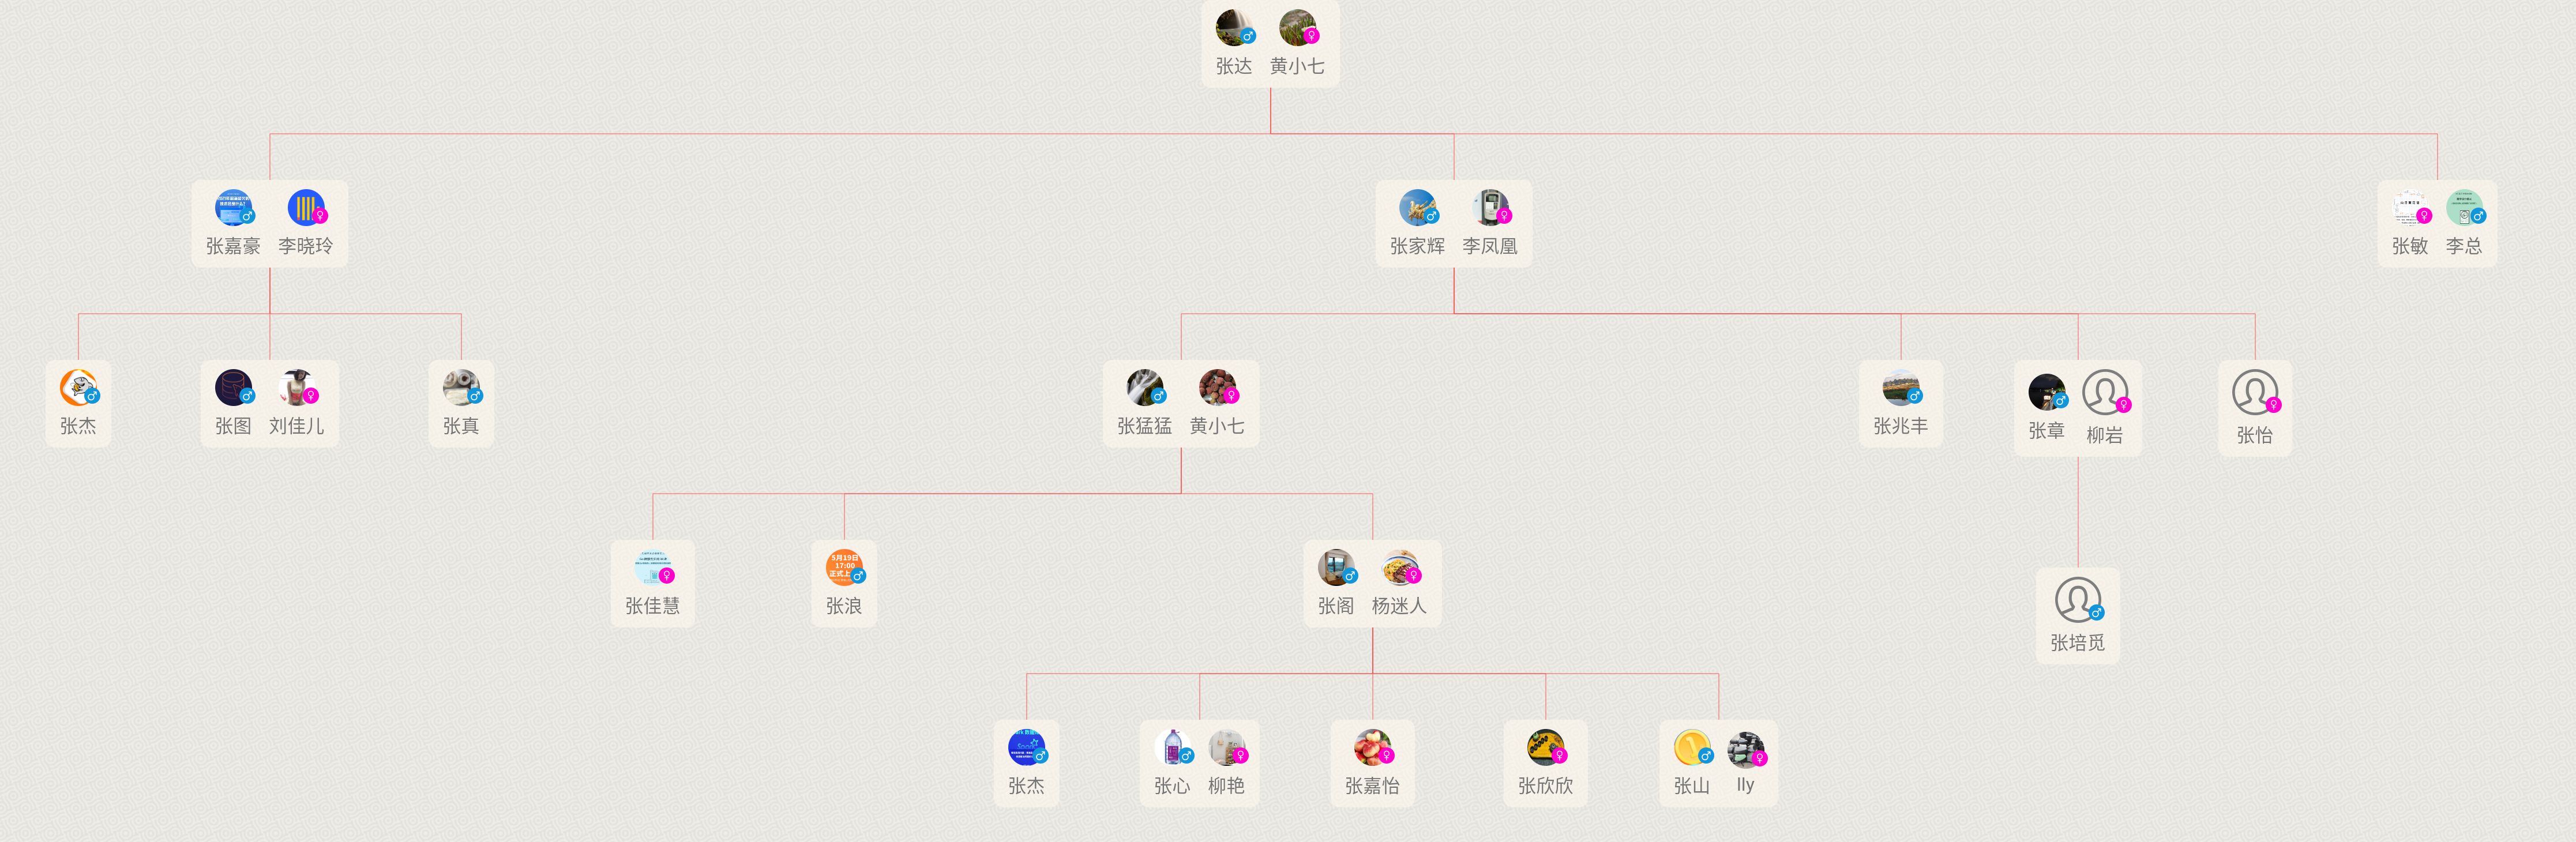 张达 黄小七
张嘉豪 李晓玲
张家辉 李凤凰
张敏 李总
张杰
张图 刘佳儿
张真
张猛猛 黄小七
张兆丰
张章 柳岩
张怡
张佳慧
5月19日
17:00
正式上
张浪
张阁 杨迷人
张培觅
张杰
张心 柳艳
张嘉怡
张欣欣
张山 lly